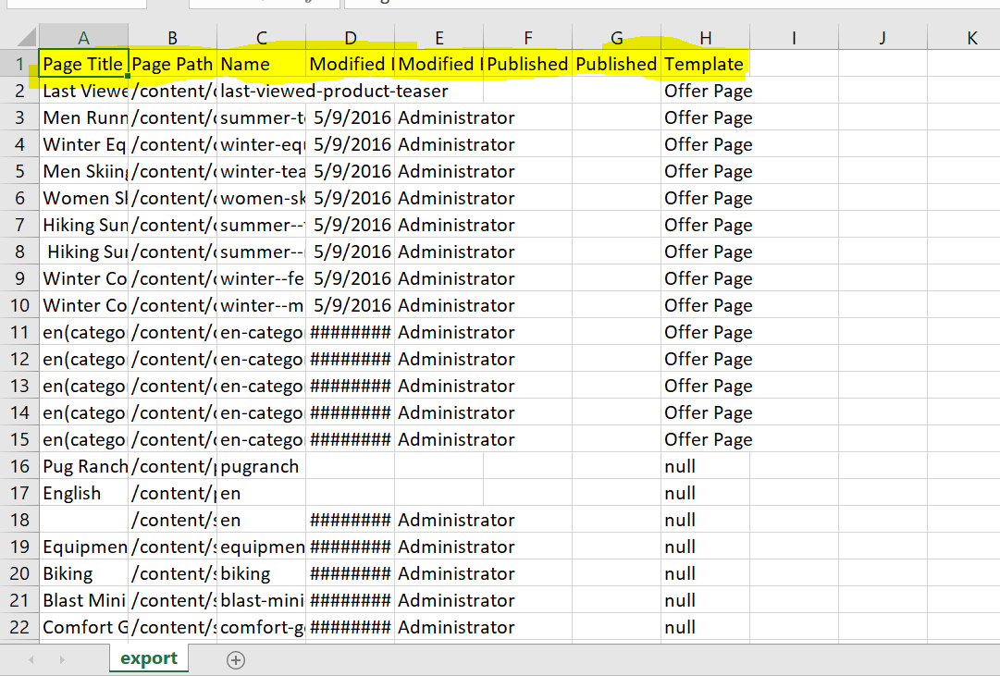 A B C D E F G H I J K
1 Page Title Page Path Name Modified Modified Published Published Template
2 Last Viewe /content/ last-viewed-product-teaser Offer Page
3 Men Runn /content/ summer-t 5/9/2016 Administrator Offer Page
4 Winter Eq /content/ winter-equ 5/9/2016 Administrator Offer Page
5 Men Skiing /content/ winter-tea 5/9/2016 Administrator Offer Page
6 Women Sk /content/ women-sk 5/9/2016 Administrator Offer Page
7 Hiking Sun /content/ summer-- 5/9/2016 Administrator Offer Page
8 Hiking Sun /content/ summer-- 5/9/2016 Administrator Offer Page
9 Winter Co /content/ winter--fe 5/9/2016 Administrator Offer Page
10 Winter Co /content/ winter--m 5/9/2016 Administrator Offer Page
11 en(catego /content/ en-catego ######## Administrator Offer Page
12 en(catego /content/ en-catego ######## Administrator Offer Page
13 en(catego /content/ en-catego ######## Administrator Offer Page
14 en(catego /content/ en-catego ######## Administrator Offer Page
15 en(catego /content/ en-catego ######## Administrator Offer Page
16 Pug Ranch /content/ pugranch null
17 English /content/ en null
18 /content/s en ######## Administrator null
19 Equipmen /content/s equipmen ######## Administrator null
20 Biking /content/s biking ######## Administrator null
21 Blast Mini /content/s blast-mini- ######## Administrator null
22 Comfort G /content/s comfort-g ######## Administrator null
export